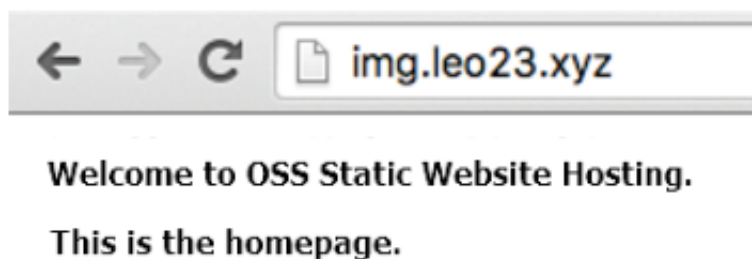 img.leo23.xyz
Welcome to OSS Static Website Hosting.
This is the homepage.